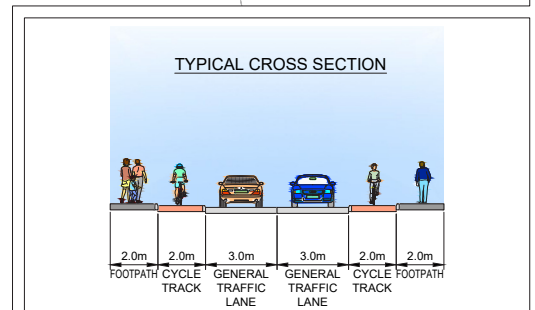 TYPICAL CROSS SECTION
2.0m 2.0m 3.0m 3.0m 2.0m 2.0m
FOOTPATH CYCLE GENERAL GENERAL CYCLE FOOTPATH
TRACK TRAFFIC TRAFFIC TRACK
LANE LANE